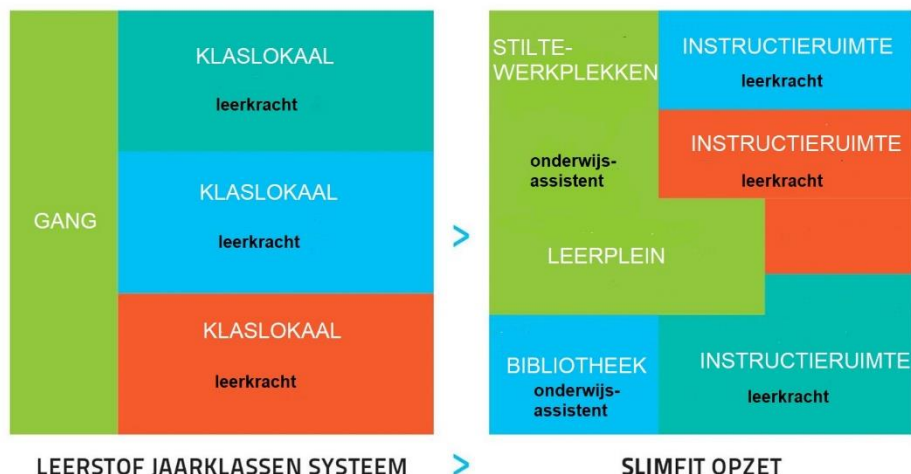 GANG
KLASLOKAAL
leerkracht
KLASLOKAAL
leerkracht
KLASLOKAAL
leerkracht
>
STILTE-
WERKPLEKKEN
onderwijs-
assistent
INSTRUCTIERUIMTE
leerkracht
INSTRUCTIERUIMTE
leerkracht
LEERPLEIN
BIBLIOTHEEK
onderwijs-
assistent
INSTRUCTIERUIMTE
leerkracht
LEERSTOF JAARKLASSEN SYSTEEM > SLIMFIT OPZET